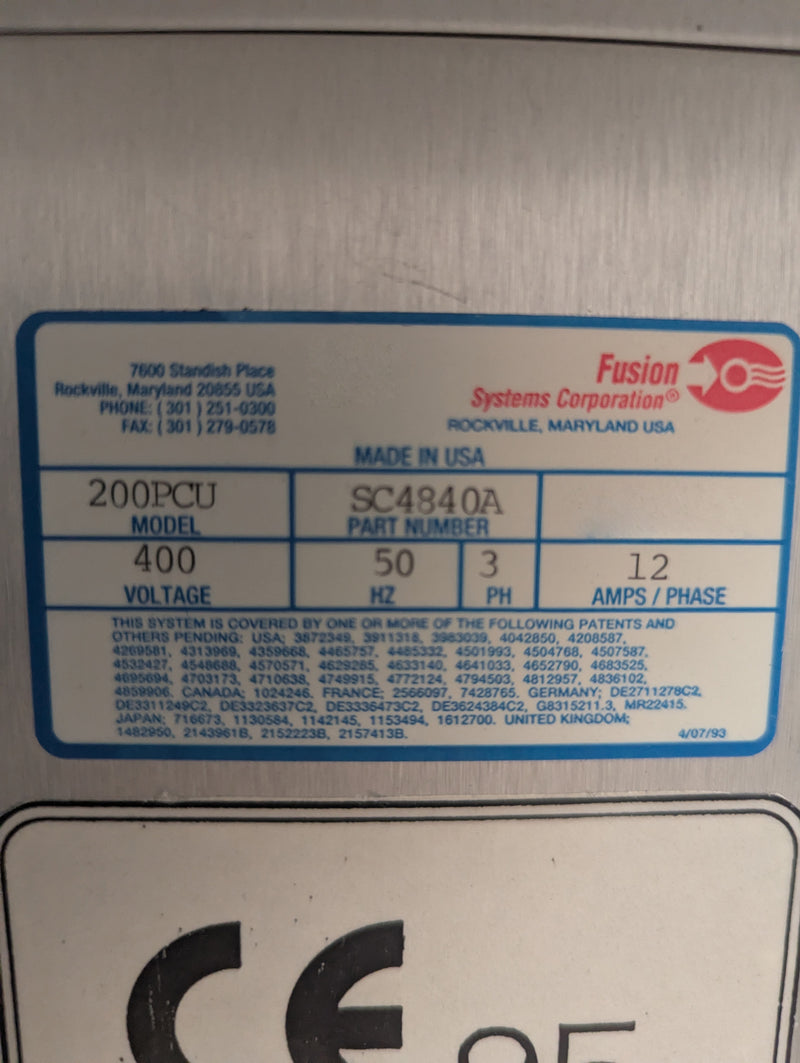 7600 Standish Place
Rockville, Maryland 20855 USA
PHONE: ( 301 ) 251-0300
FAX: ( 301 ) 279-0578
Fusion
Systems Corporation®
ROCKVILLE, MARYLAND USA
MADE IN USA
200PCU
MODEL
SC4840A
PART NUMBER
400
VOLTAGE
50
HZ
3
PH
12
AMPS / PHASE
THIS SYSTEM IS COVERED BY ONE OR MORE OF THE FOLLOWING PATENTS AND
OTHERS PENDING: USA; 3872349, 3911318, 3983039, 4042850, 4208587,
4269581, 4313969, 4359668, 4465757, 4485332, 4501993, 4504768, 4507587,
4532427, 4548688, 4570571, 4629285, 4633140, 4641033, 4652790, 4683525,
4695694, 4703173, 4710638, 4749915, 4772124, 4794503, 4812957, 4836102,
4859906. CANADA; 1024246. FRANCE; 2566097, 7428765. GERMANY; DE2711278C2,
DE3311249C2, DE3323637C2, DE3336473C2, DE3624384C2, G8315211.3, MR22415.
JAPAN; 716673, 1130584, 1142145, 1153494, 1612700. UNITED KINGDOM;
1482950, 2143961B, 2152223B, 2157413B.
4/07/93
CE 95